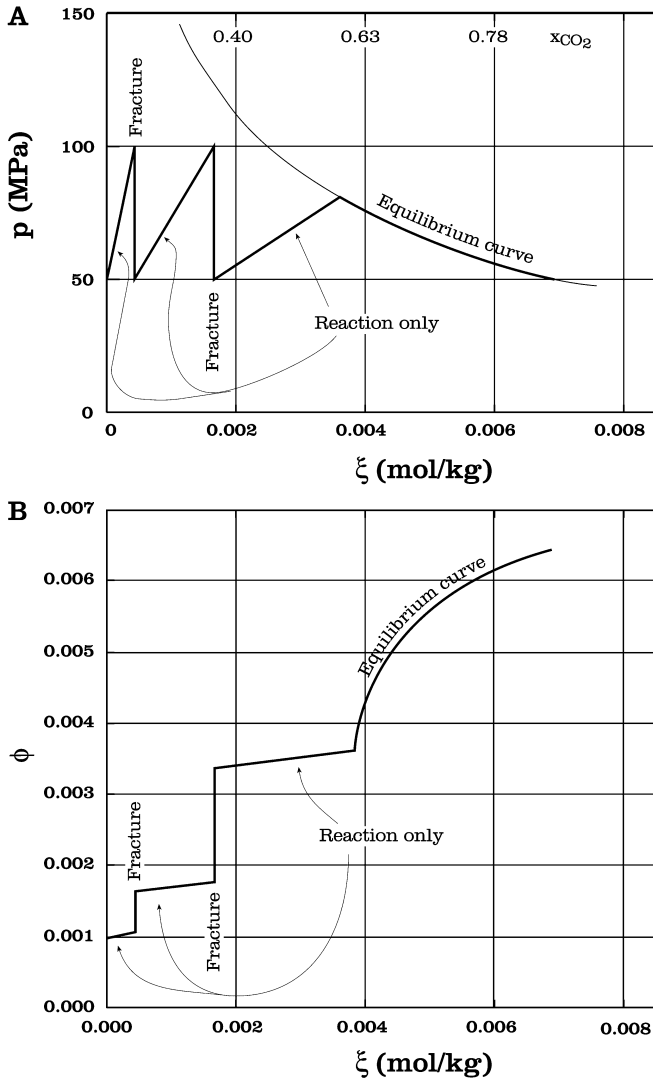 A
150
0.40 0.63 0.78 xCO2
Fracture
100
p (MPa)
Equilibrium curve
50
Fracture
Reaction only
0
0 0.002 0.004 0.006 0.008
ξ (mol/kg)
B
0.007
Equilibrium curve
0.006
0.005
0.004
ϕ
0.003
Fracture
Reaction only
0.002
Fracture
0.001
0.000
0.000 0.002 0.004 0.006 0.008
ξ (mol/kg)